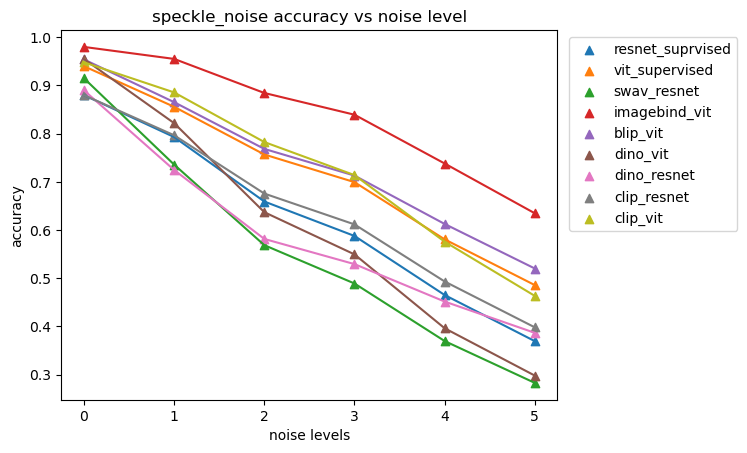 speckle_noise accuracy vs noise level
1.0
0.9
0.8
0.7
0.6
0.5
0.4
0.3
accuracy
0
1
2
3
4
5
noise levels
resnet_suprvised
vit_supervised
swav_resnet
imagebind_vit
blip_vit
dino_vit
dino_resnet
clip_resnet
clip_vit